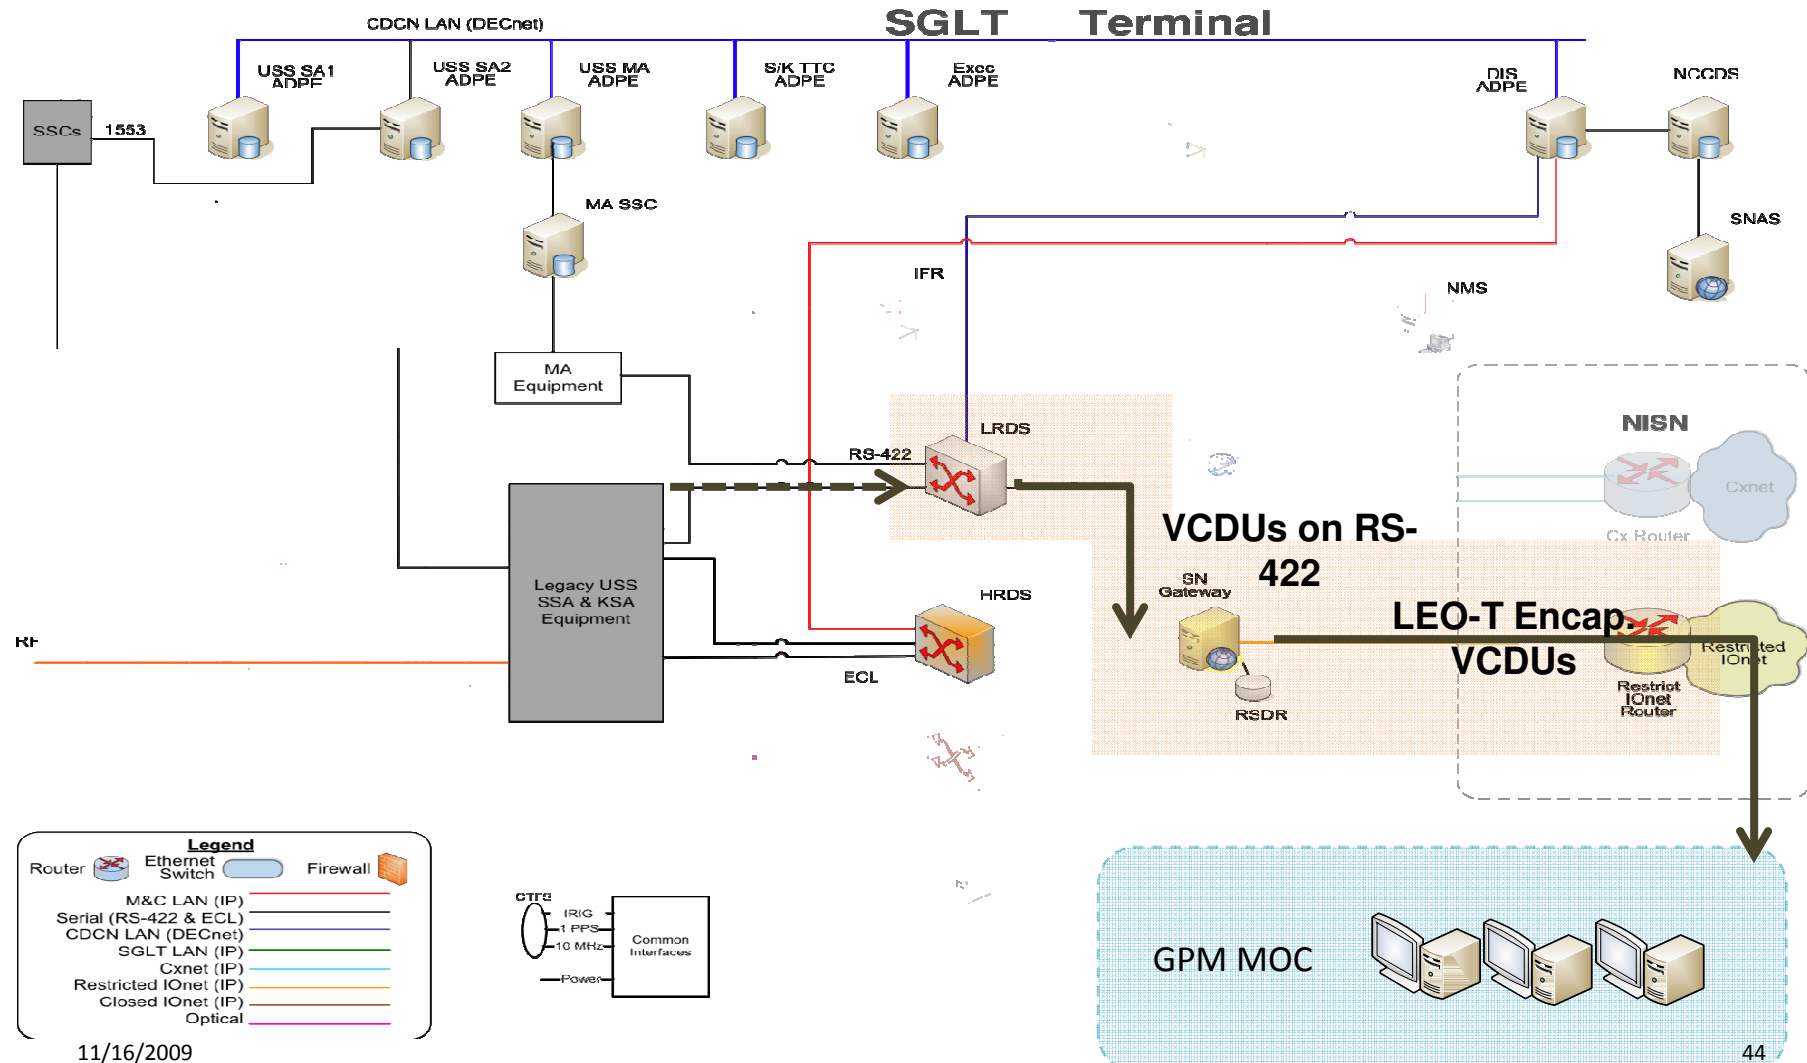 SGLT Terminal
CDCN LAN (DECnet)
USS SA1
ADPE
USS SA2
ADPE
USS MA
ADPE
S/K TTC
ADPE
Exec
ADPE
DIS
ADPE
NCCDS
SSCs
1553
MA SSC
SNAS
IFR
NMS
MA
Equipment
LRDS
NISN
RS-422
Cxnet
VCDUs on RS-
422
Cx Router
Legacy USS
SSA & KSA
Equipment
SN
Gateway
HRDS
LEO-T Encap.
VCDUs
RF
Restricted
IOnet
ECL
Restrict
IOnet
Router
RSDR
Legend
Router
Ethernet
Switch
Firewall
M&C LAN (IP)
Serial (RS-422 & ECL)
CDCN LAN (DECnet)
SGLT LAN (IP)
Cxnet (IP)
Restricted IOnet (IP)
Closed IOnet (IP)
Optical
CTFS
IRIG
1 PPS
10 MHz
Power
Common
Interfaces
GPM MOC
11/16/2009
44